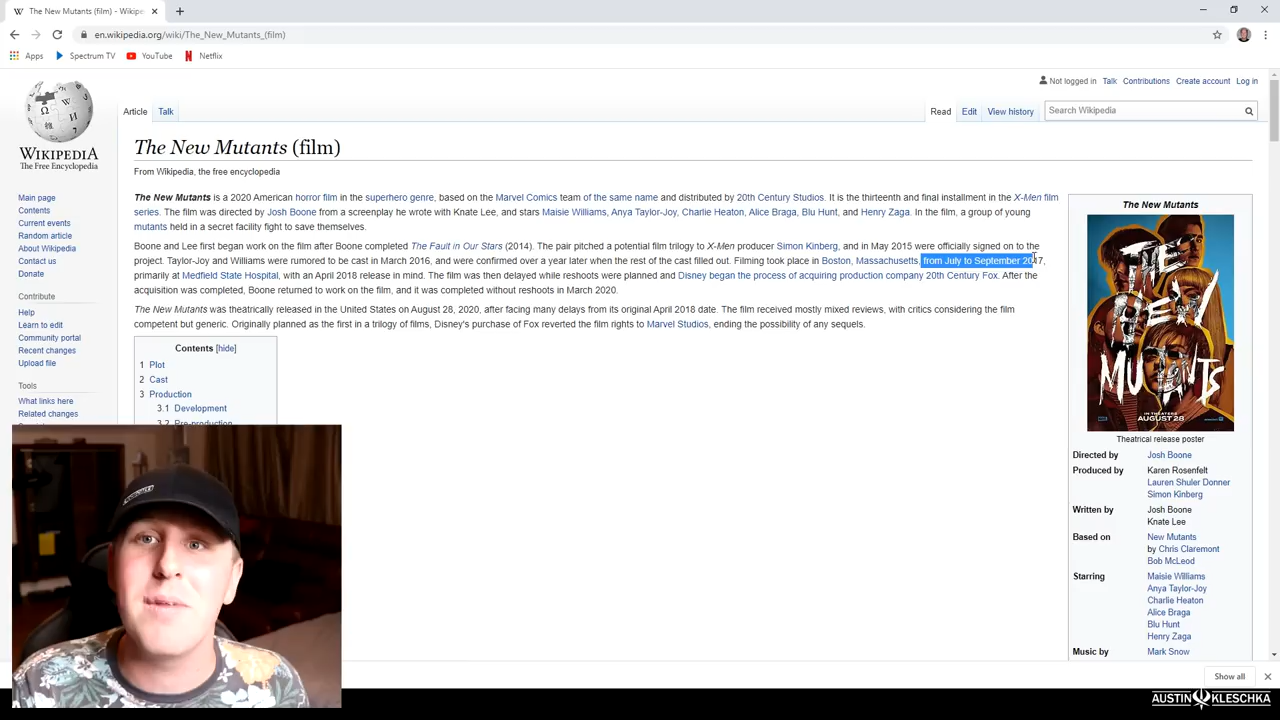 The New Mutants (film) - Wikipe
en.wikipedia.org/wiki/The_New_Mutants_(film)
Apps Spectrum TV YouTube Netflix
Not logged in Talk Contributions Create account Log in
Article Talk Read Edit View history Search Wikipedia
WIKIPEDIA
The Free Encyclopedia
Main page
Contents
Current events
Random article
About Wikipedia
Contact us
Donate
Contribute
Help
Learn to edit
Community portal
Recent changes
Upload file
Tools
What links here
Related changes
The New Mutants (film)
From Wikipedia, the free encyclopedia
The New Mutants is a 2020 American horror film in the superhero genre, based on the Marvel Comics team of the same name and distributed by 20th Century Studios. It is the thirteenth and final installment in the X-Men film
series. The film was directed by Josh Boone from a screenplay he wrote with Knate Lee, and stars Maisie Williams, Anya Taylor-Joy, Charlie Heaton, Alice Braga, Blu Hunt, and Henry Zaga. In the film, a group of young
mutants held in a secret facility fight to save themselves.
Boone and Lee first began work on the film after Boone completed The Fault in Our Stars (2014). The pair pitched a potential film trilogy to X-Men producer Simon Kinberg, and in May 2015 were officially signed on to the
project. Taylor-Joy and Williams were rumored to be cast in March 2016, and were confirmed over a year later when the rest of the cast filled out. Filming took place in Boston, Massachusetts, from July to September 2017,
primarily at Medfield State Hospital, with an April 2018 release in mind. The film was then delayed while reshoots were planned and Disney began the process of acquiring production company 20th Century Fox. After the
acquisition was completed, Boone returned to work on the film, and it was completed without reshoots in March 2020.
The New Mutants was theatrically released in the United States on August 28, 2020, after facing many delays from its original April 2018 date. The film received mostly mixed reviews, with critics considering the film
competent but generic. Originally planned as the first in a trilogy of films, Disney's purchase of Fox reverted the film rights to Marvel Studios, ending the possibility of any sequels.
Contents [hide]
1 Plot
2 Cast
3 Production
3.1 Development
3.2 Pre-production
The New Mutants
THE
NEW
MUTANTS
IN THEATERS
AUGUST 28
Theatrical release poster
Directed by Josh Boone
Produced by Karen Rosenfelt
Lauren Shuler Donner
Simon Kinberg
Written by Josh Boone
Knate Lee
Based on New Mutants
by Chris Claremont
Bob McLeod
Starring Maisie Williams
Anya Taylor-Joy
Charlie Heaton
Alice Braga
Blu Hunt
Henry Zaga
Music by Mark Snow
Show all
AUSTIN KLESCHKA